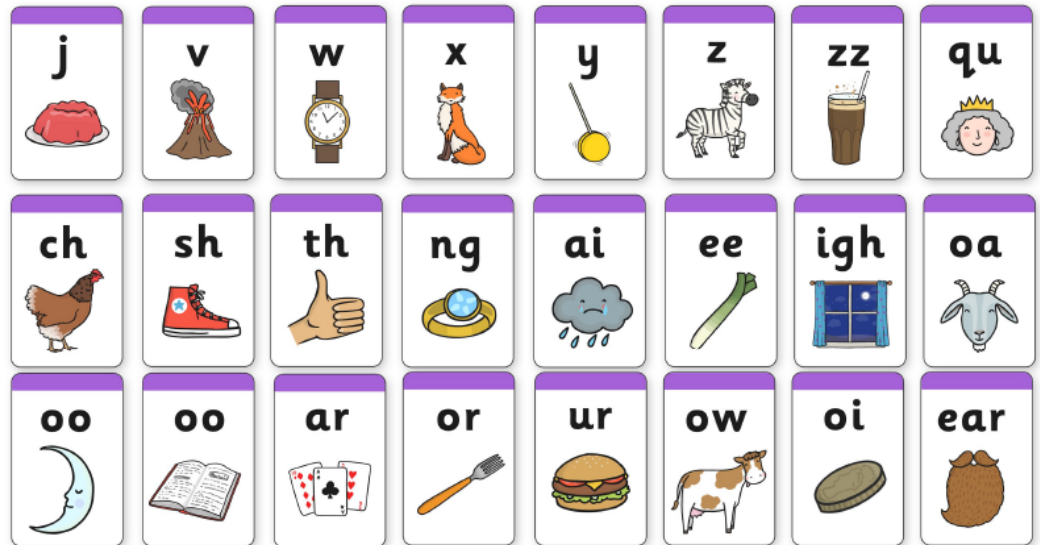 j v w x y z zz qu
ch sh th ng ai ee igh oa
oo oo ar or ur ow oi ear